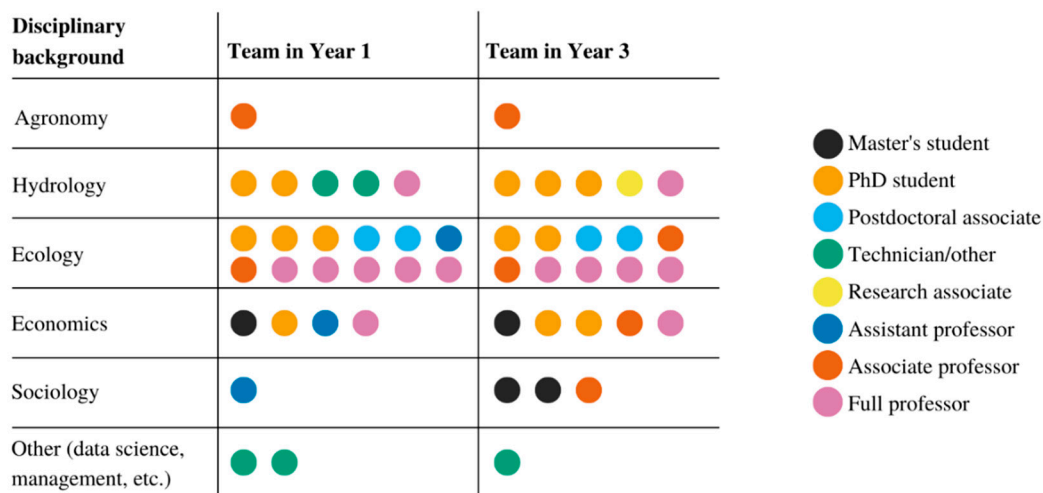 Disciplinary
background
Team in Year 1
Team in Year 3
Agronomy
Hydrology
Ecology
Economics
Sociology
Other (data science,
management, etc.)
Master's student
PhD student
Postdoctoral associate
Technician/other
Research associate
Assistant professor
Associate professor
Full professor